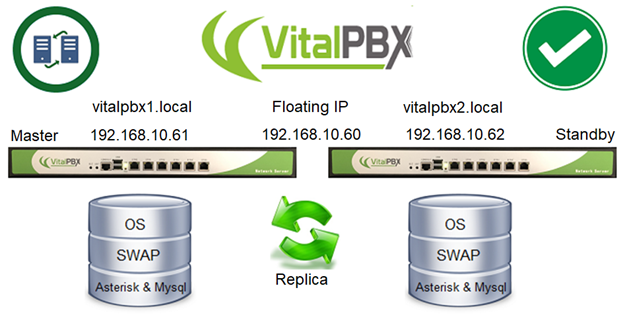 VitalPBX
vitalpbx1.local Floating IP vitalpbx2.local
Master 192.168.10.61 192.168.10.60 192.168.10.62 Standby
VitalPBX VitalPBX
Network Server Network Server
OS OS
SWAP SWAP
Replica
Asterisk & Mysql Asterisk & Mysql